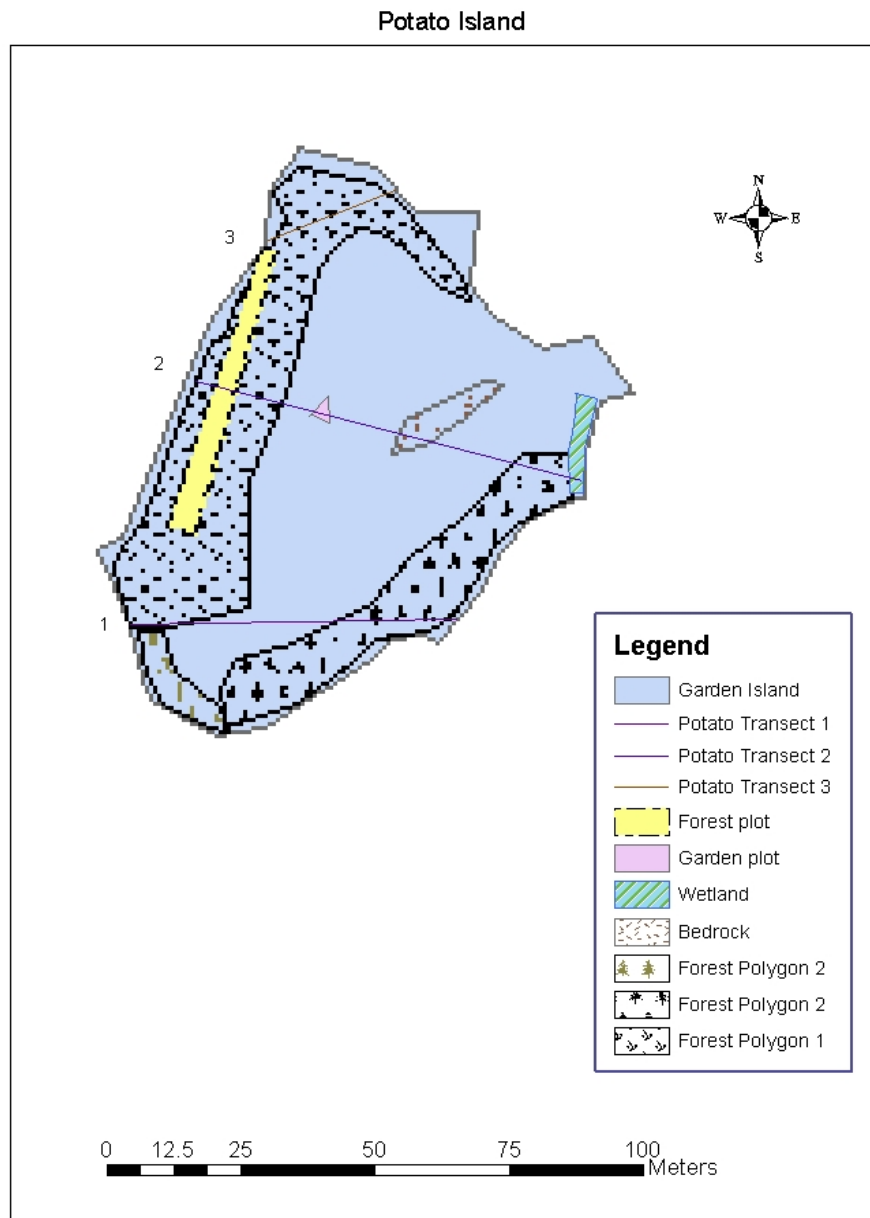 Potato Island
N
W E
S
3
2
1
Legend
Garden Island
Potato Transect 1
Potato Transect 2
Potato Transect 3
Forest plot
Garden plot
Wetland
Bedrock
Forest Polygon 2
Forest Polygon 2
Forest Polygon 1
0 12.5 25 50 75 100
Meters